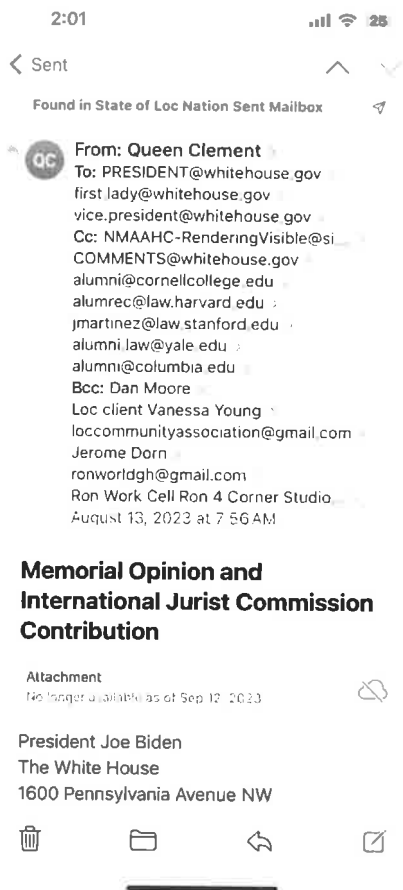 2:01
25
Sent
Found in State of Loc Nation Sent Mailbox
QC
From: Queen Clement
To: PRESIDENT@whitehouse.gov
first.lady@whitehouse.gov
vice.president@whitehouse.gov
Cc: NMAAHC-RenderingVisible@si...
COMMENTS@whitehouse.gov
alumni@cornellcollege.edu
alumrec@law.harvard.edu
jmartinez@law.stanford.edu
alumni.law@yale.edu
alumni@columbia.edu
Bcc: Dan Moore
Loc client Vanessa Young
loccommunityassociation@gmail.com
Jerome Dorn
ronworldgh@gmail.com
Ron Work Cell Ron 4 Corner Studio
August 13, 2023 at 7:56 AM
Memorial Opinion and
International Jurist Commission
Contribution
Attachment
No longer available as of Sep 12, 2023
President Joe Biden
The White House
1600 Pennsylvania Avenue NW